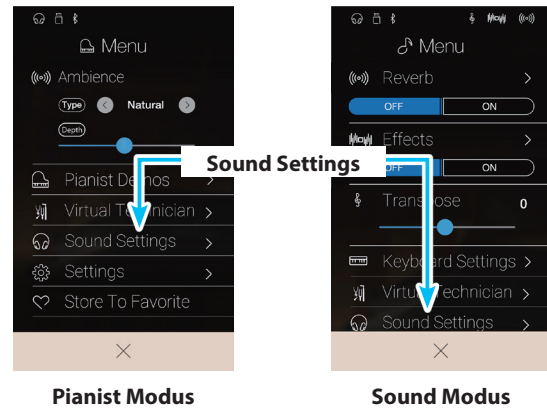 Menu
Ambience
Type
Natural
Depth
Pianist Demos
Virtual Technician
Sound Settings
Settings
Store To Favorite
Sound Settings
Menu
Reverb
OFF ON
Effects
OFF ON
Transpose 0
Keyboard Settings
Virtual Technician
Sound Settings
Pianist Modus
Sound Modus